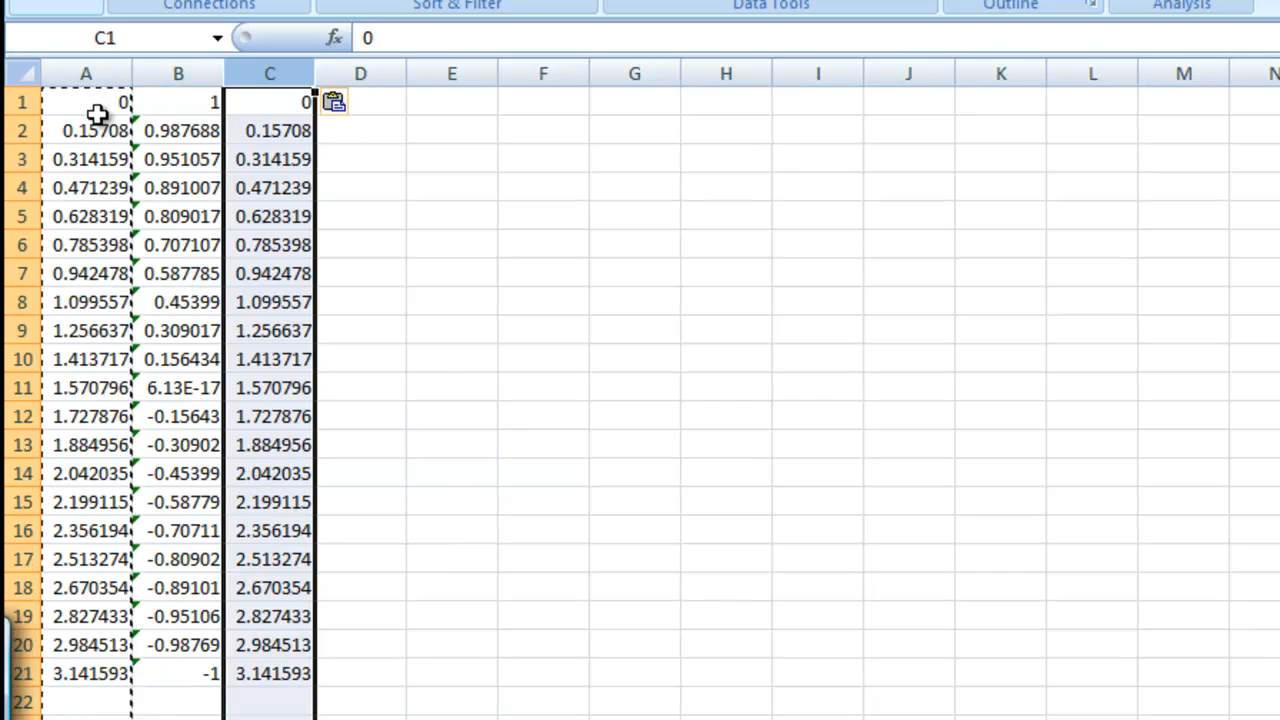 Connections Sort & Filter Data Tools Outline Analysis
C1 fx 0
A B C D E F G H I J K L M N
1 0 1 0
2 0.15708 0.987688 0.15708
3 0.314159 0.951057 0.314159
4 0.471239 0.891007 0.471239
5 0.628319 0.809017 0.628319
6 0.785398 0.707107 0.785398
7 0.942478 0.587785 0.942478
8 1.099557 0.45399 1.099557
9 1.256637 0.309017 1.256637
10 1.413717 0.156434 1.413717
11 1.570796 6.13E-17 1.570796
12 1.727876 -0.15643 1.727876
13 1.884956 -0.30902 1.884956
14 2.042035 -0.45399 2.042035
15 2.199115 -0.58779 2.199115
16 2.356194 -0.70711 2.356194
17 2.513274 -0.80902 2.513274
18 2.670354 -0.89101 2.670354
19 2.827433 -0.95106 2.827433
20 2.984513 -0.98769 2.984513
21 3.141593 -1 3.141593
22